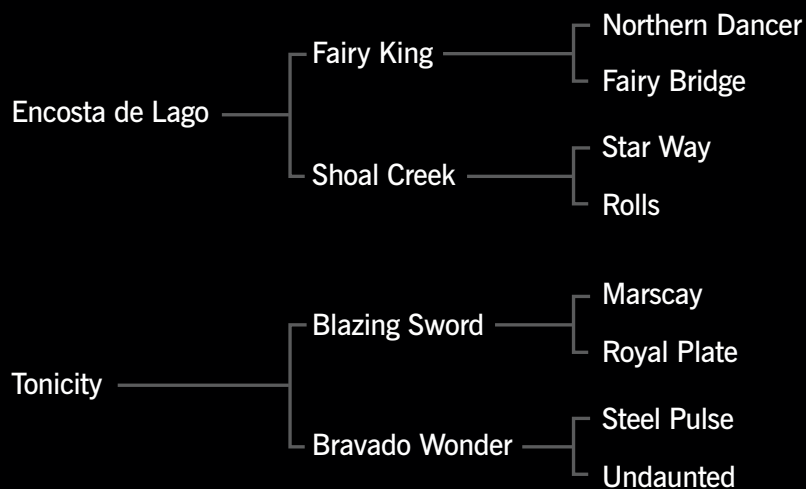 Northern Dancer
Fairy King
Fairy Bridge
Encosta de Lago
Star Way
Shoal Creek
Rolls
Marscay
Blazing Sword
Royal Plate
Tonicity
Steel Pulse
Bravado Wonder
Undaunted